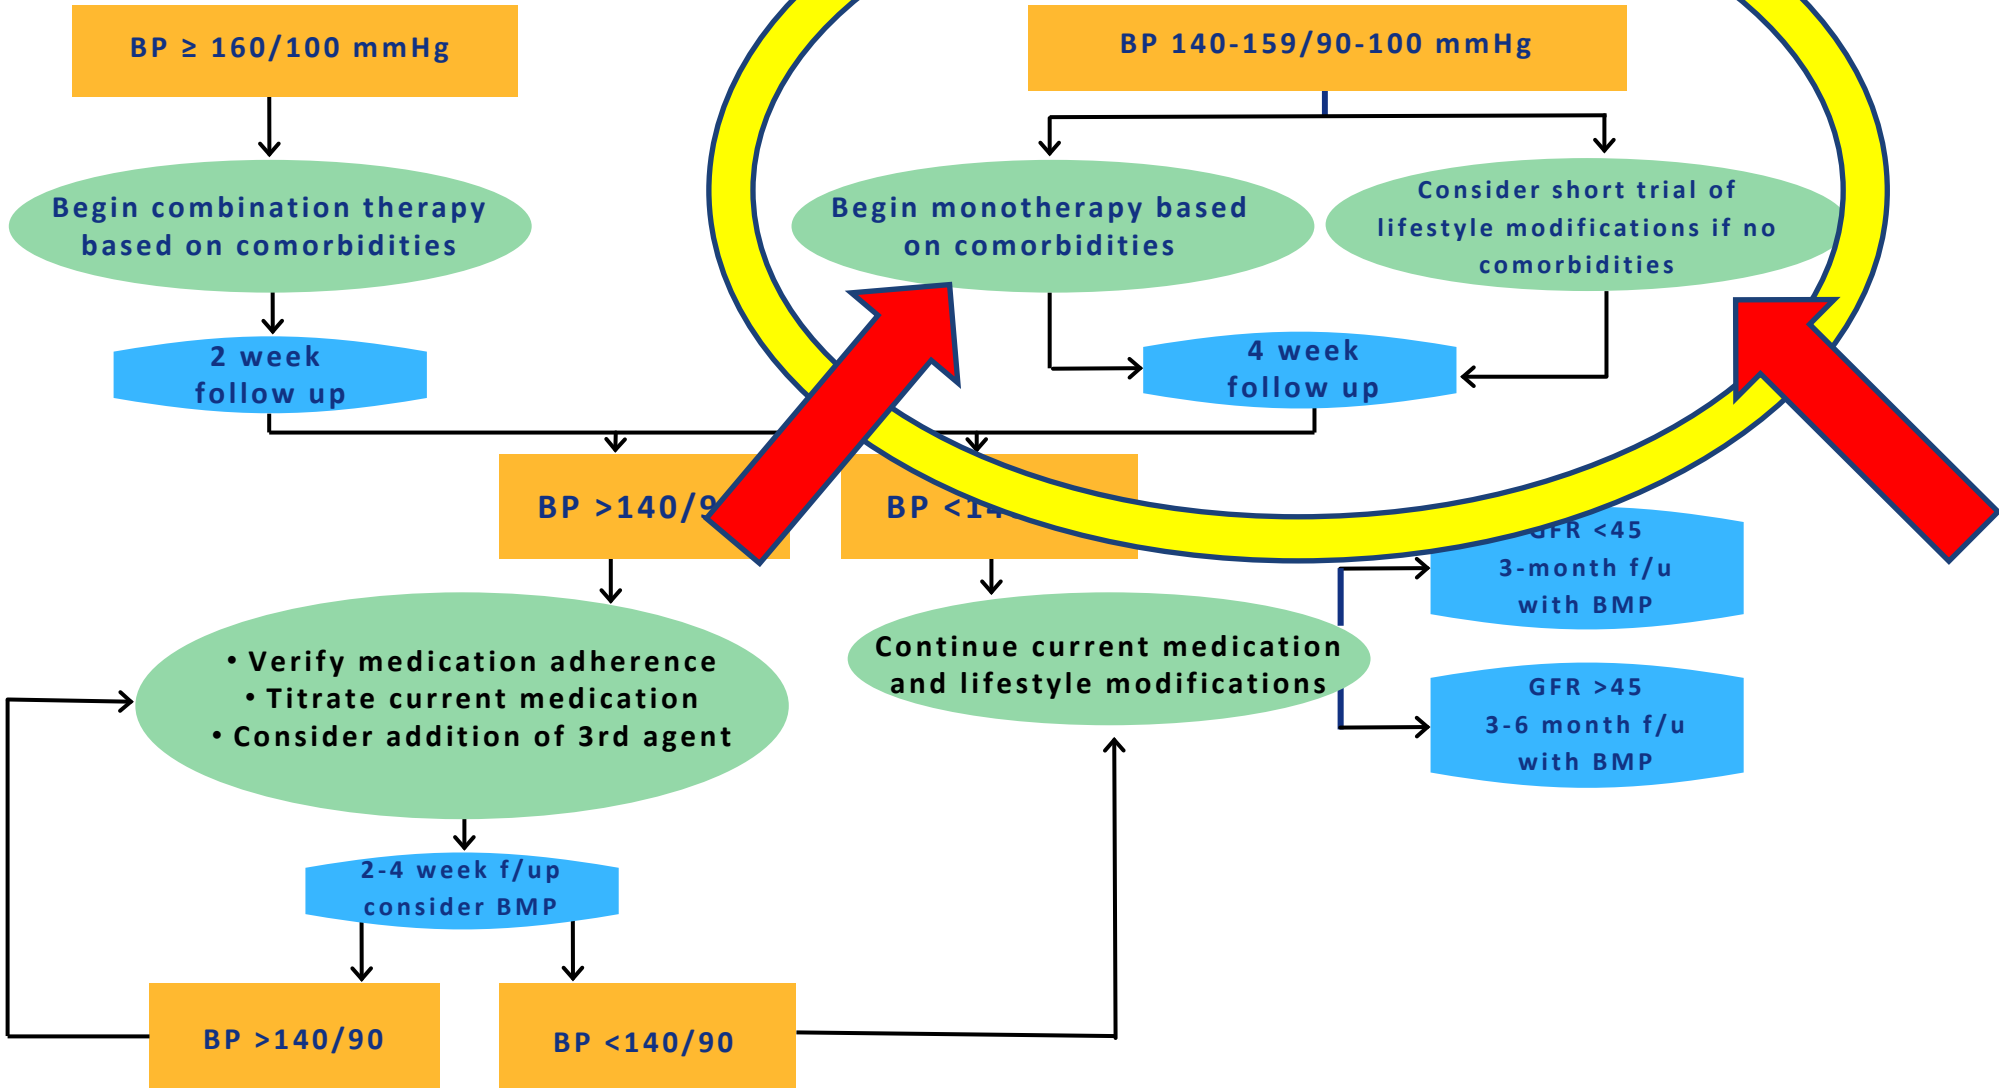 BP ≥ 160/100 mmHg
BP 140-159/90-100 mmHg
Begin combination therapy
based on comorbidities
Begin monotherapy based
on comorbidities
Consider short trial of
lifestyle modifications if no
comorbidities
2 week
follow up
4 week
follow up
BP >140/9
BP <14
GFR <45
3-month f/u
with BMP
• Verify medication adherence
• Titrate current medication
• Consider addition of 3rd agent
Continue current medication
and lifestyle modifications
GFR >45
3-6 month f/u
with BMP
2-4 week f/up
consider BMP
BP >140/90
BP <140/90